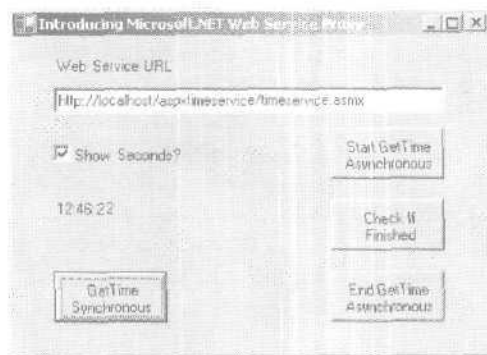 Introducing Microsoft.NET Web Service Proxy
Web Service URL
http://localhost/aspxtimeservice/timeservice.asmx
Show Seconds?
Start GetTime
Asynchronous
12:46:22
Check If
Finished
GetTime
Synchronous
End GetTime
Asynchronous